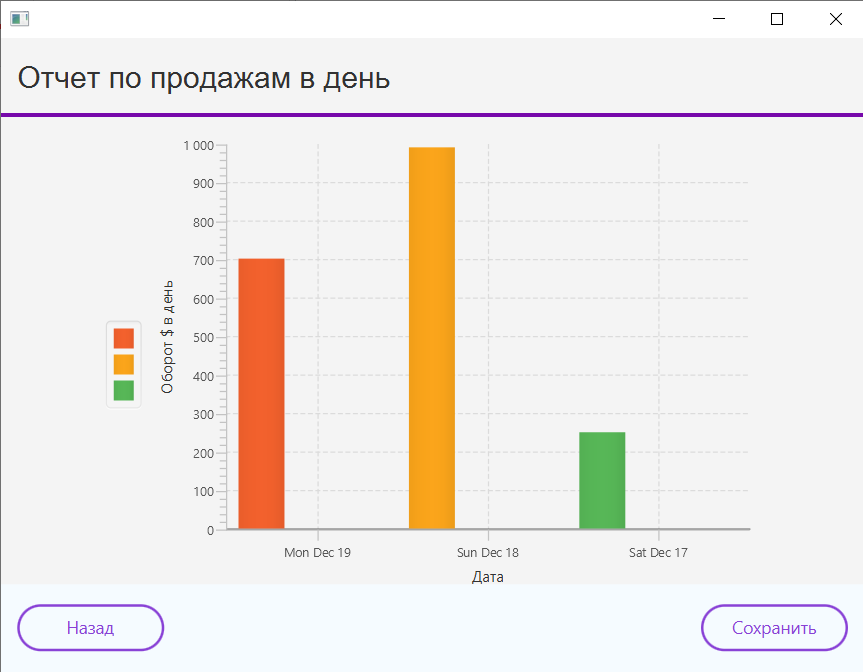 Отчет по продажам в день
1 000
900
800
700
600
500
400
300
200
100
0
Оборот $ в день
Mon Dec 19
Sun Dec 18
Sat Dec 17
Дата
Назад
Сохранить